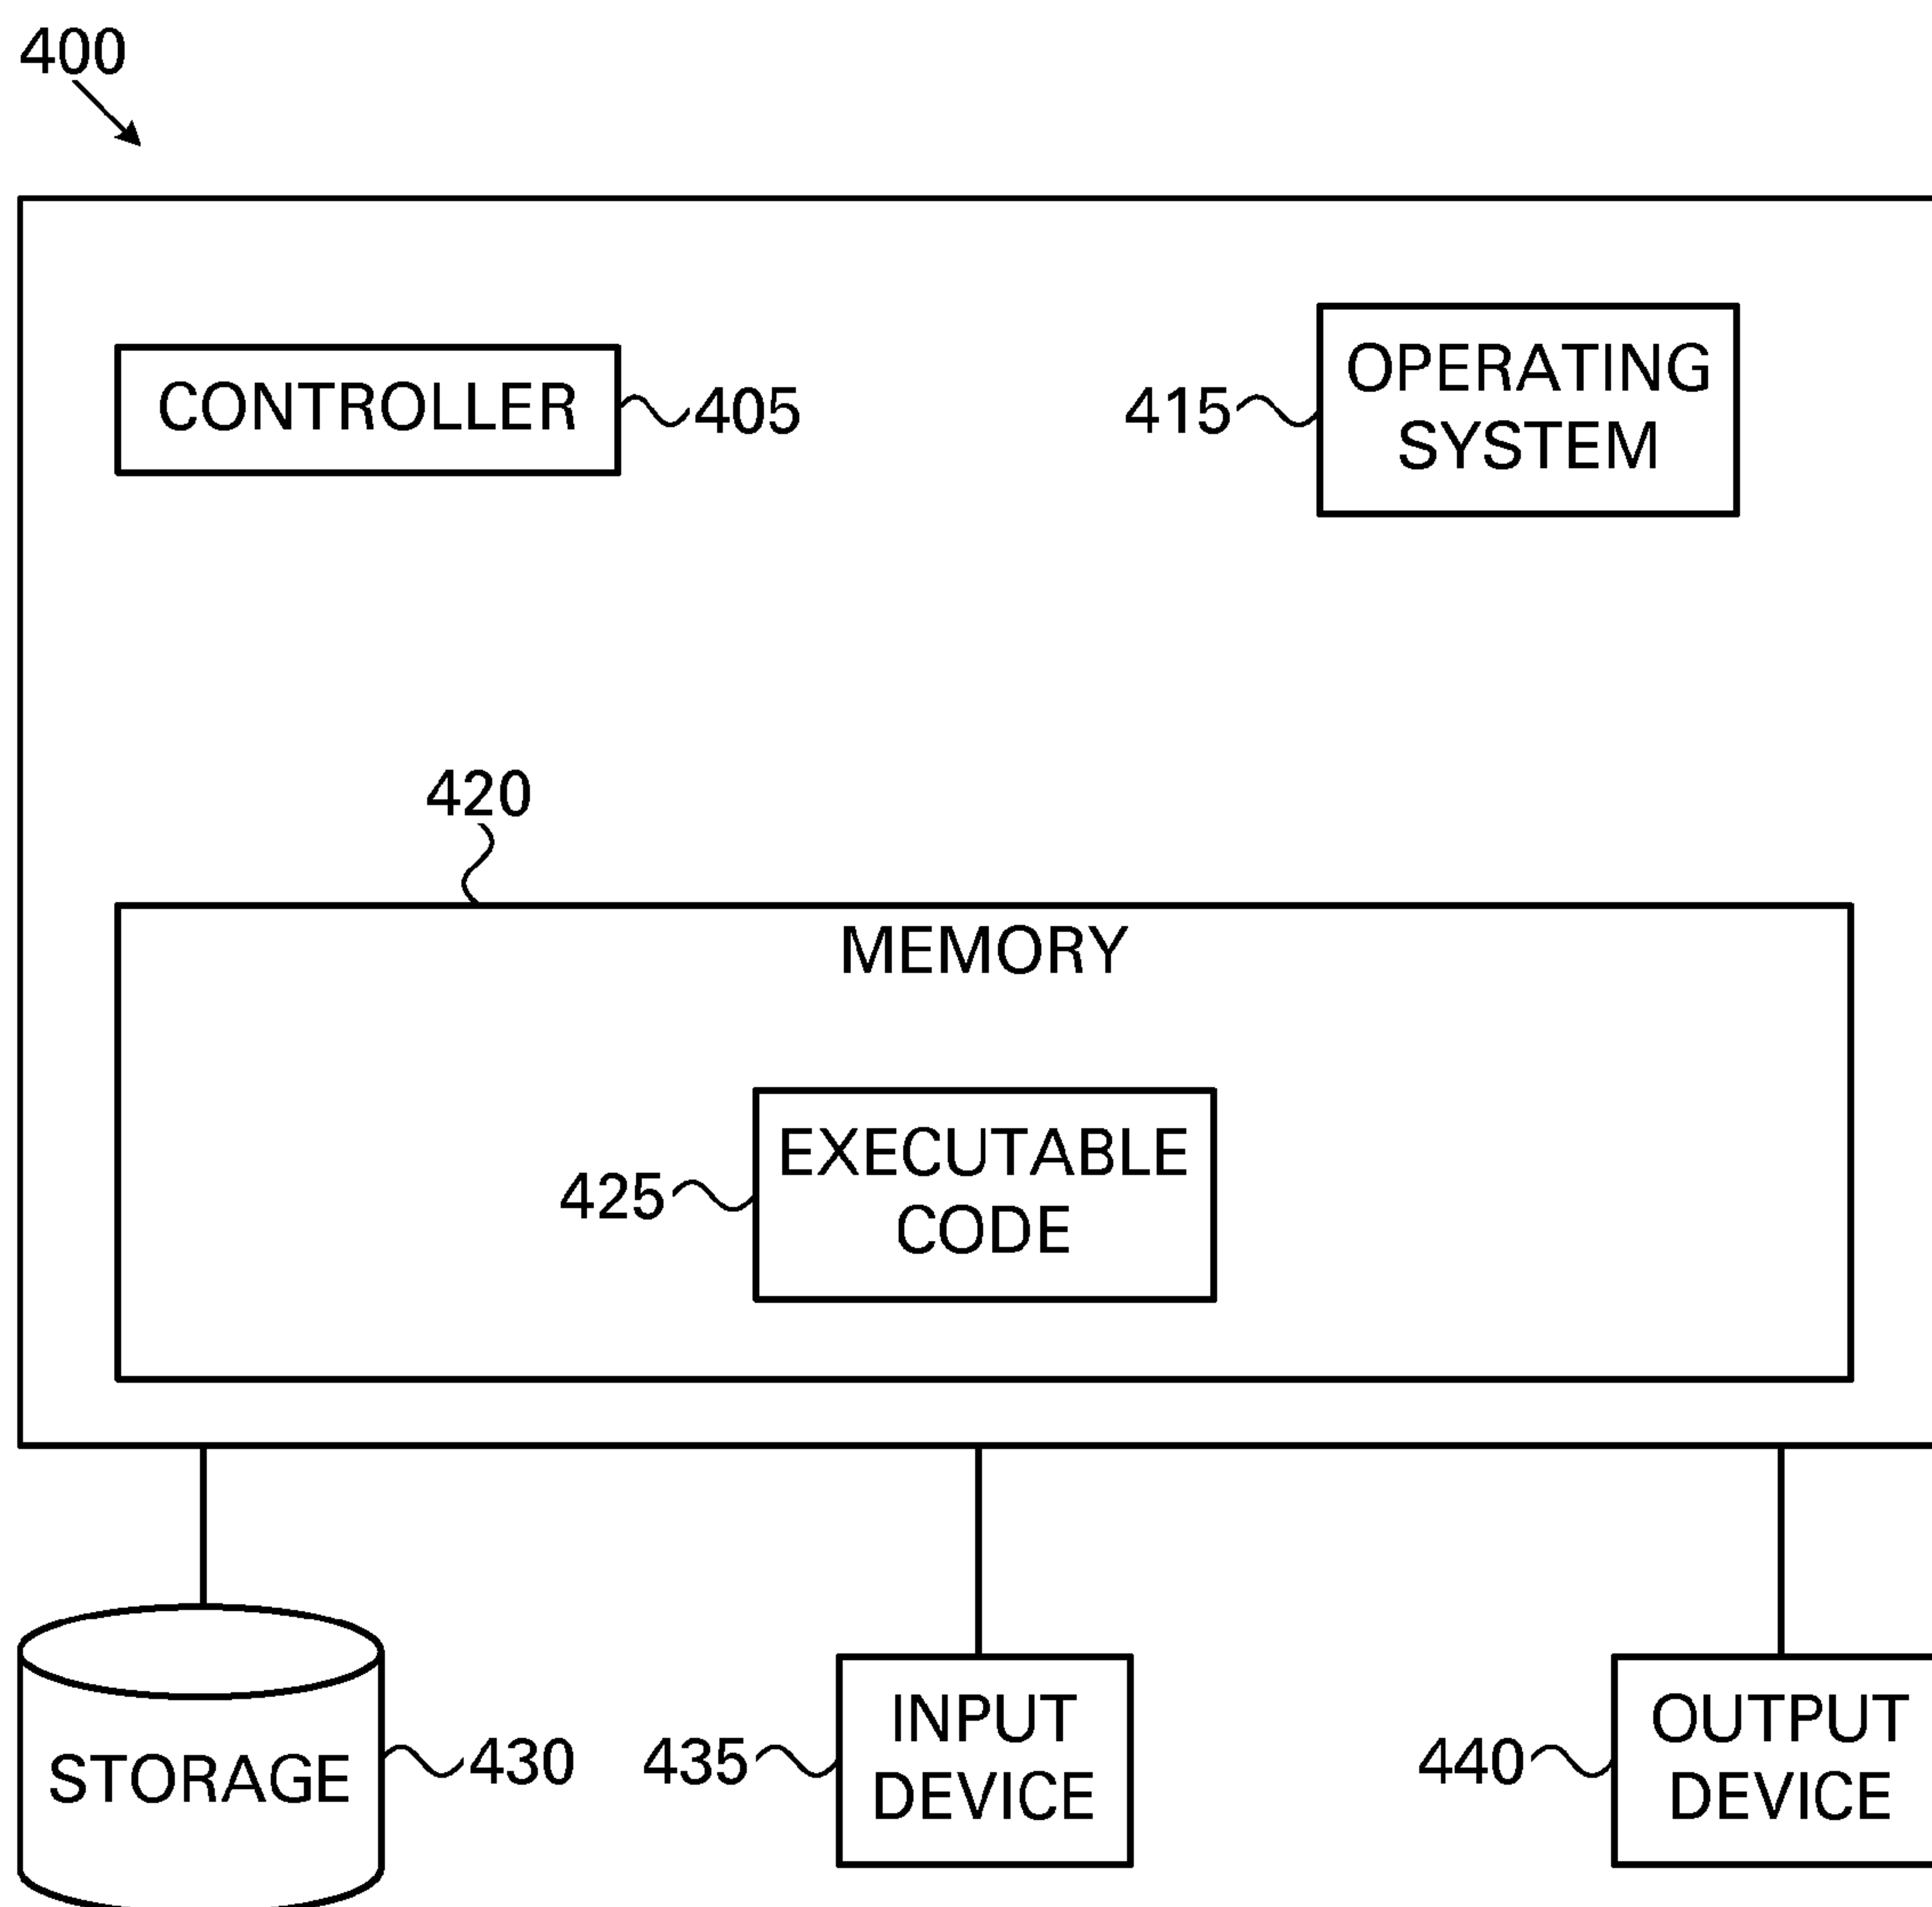 400
CONTROLLER
405
415
OPERATING
SYSTEM
420
MEMORY
425
EXECUTABLE
CODE
STORAGE
430
435
INPUT
DEVICE
440
OUTPUT
DEVICE